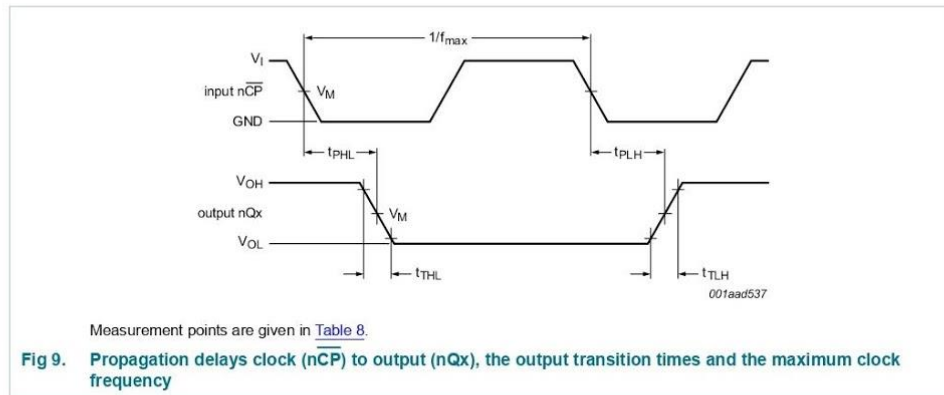 1/fmax
VI
input nC̅P̅
VM
GND
tPHL
tPLH
VOH
output nQx
VM
VOL
tTHL
tTLH
001aad537
Measurement points are given in Table 8.
Fig 9. Propagation delays clock (nC̅P̅) to output (nQx), the output transition times and the maximum clock
frequency